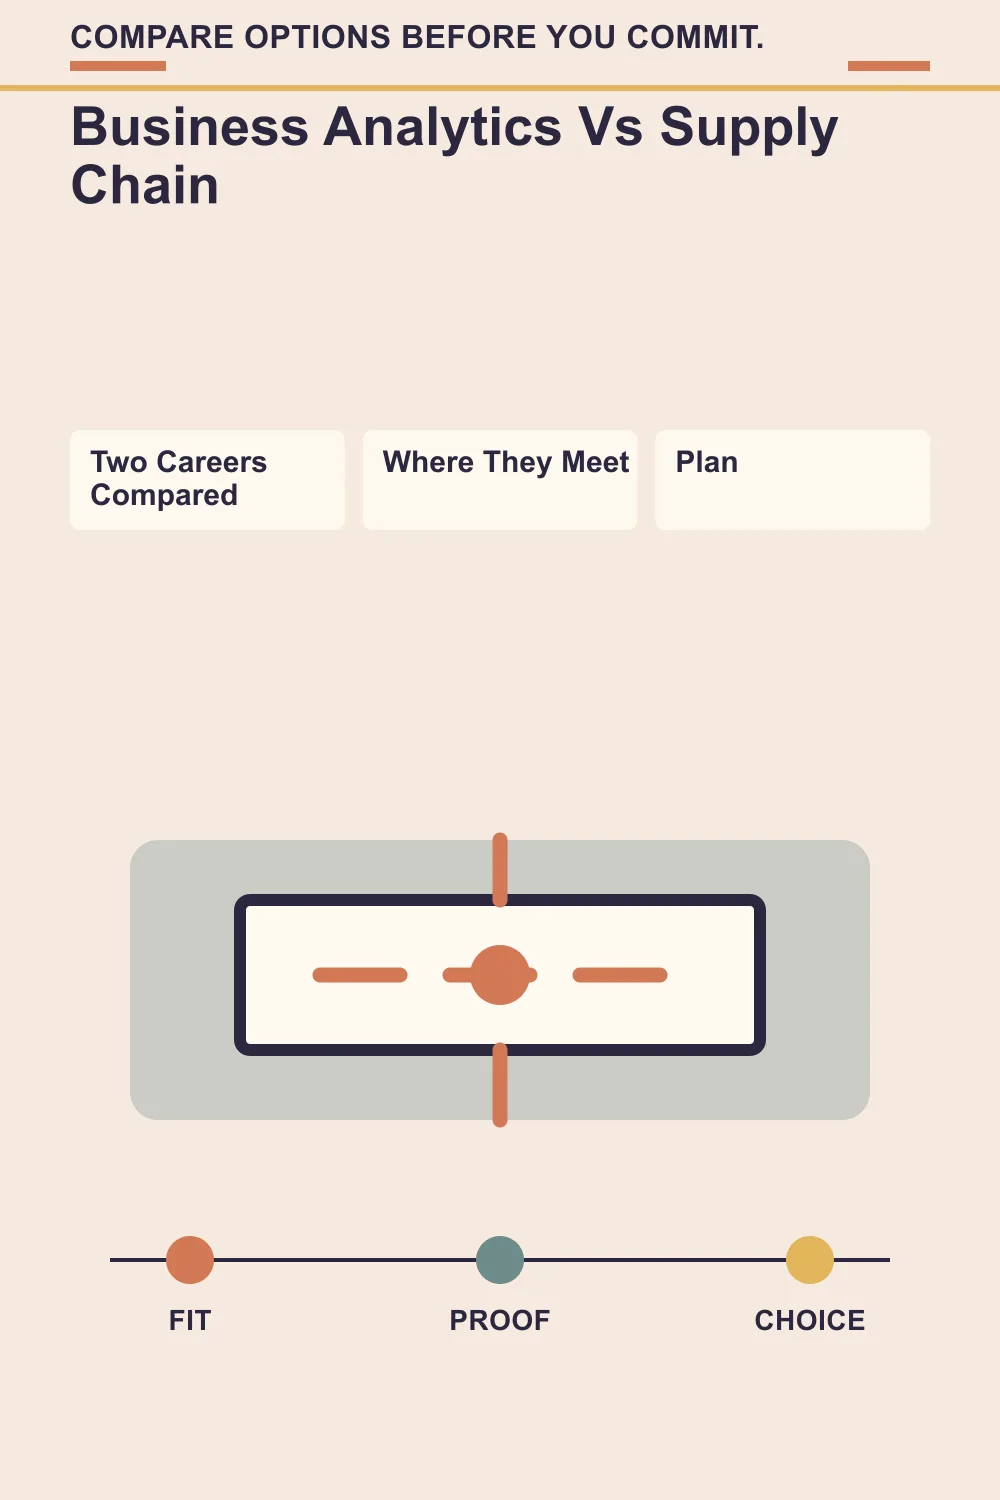 COMPARE OPTIONS BEFORE YOU COMMIT.
Business Analytics Vs Supply
Chain
Two Careers
Compared
Where They Meet
Plan
FIT
PROOF
CHOICE